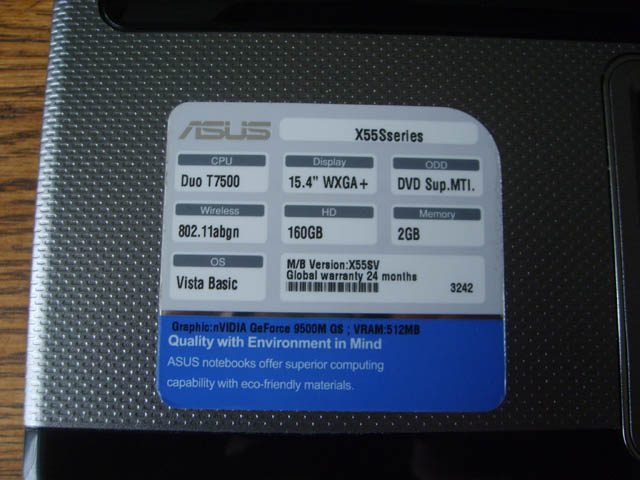 ASUS X55Sseries
CPU Display ODD
Duo T7500 15.4" WXGA+ DVD Sup.MTI.
Wireless HD Memory
802.11abgn 160GB 2GB
OS
Vista Basic
M/B Version:X55SV
Global warranty 24 months
3242
Graphic:nVIDIA GeForce 9500M GS ; VRAM:512MB
Quality with Environment in Mind
ASUS notebooks offer superior computing
capability with eco-friendly materials.